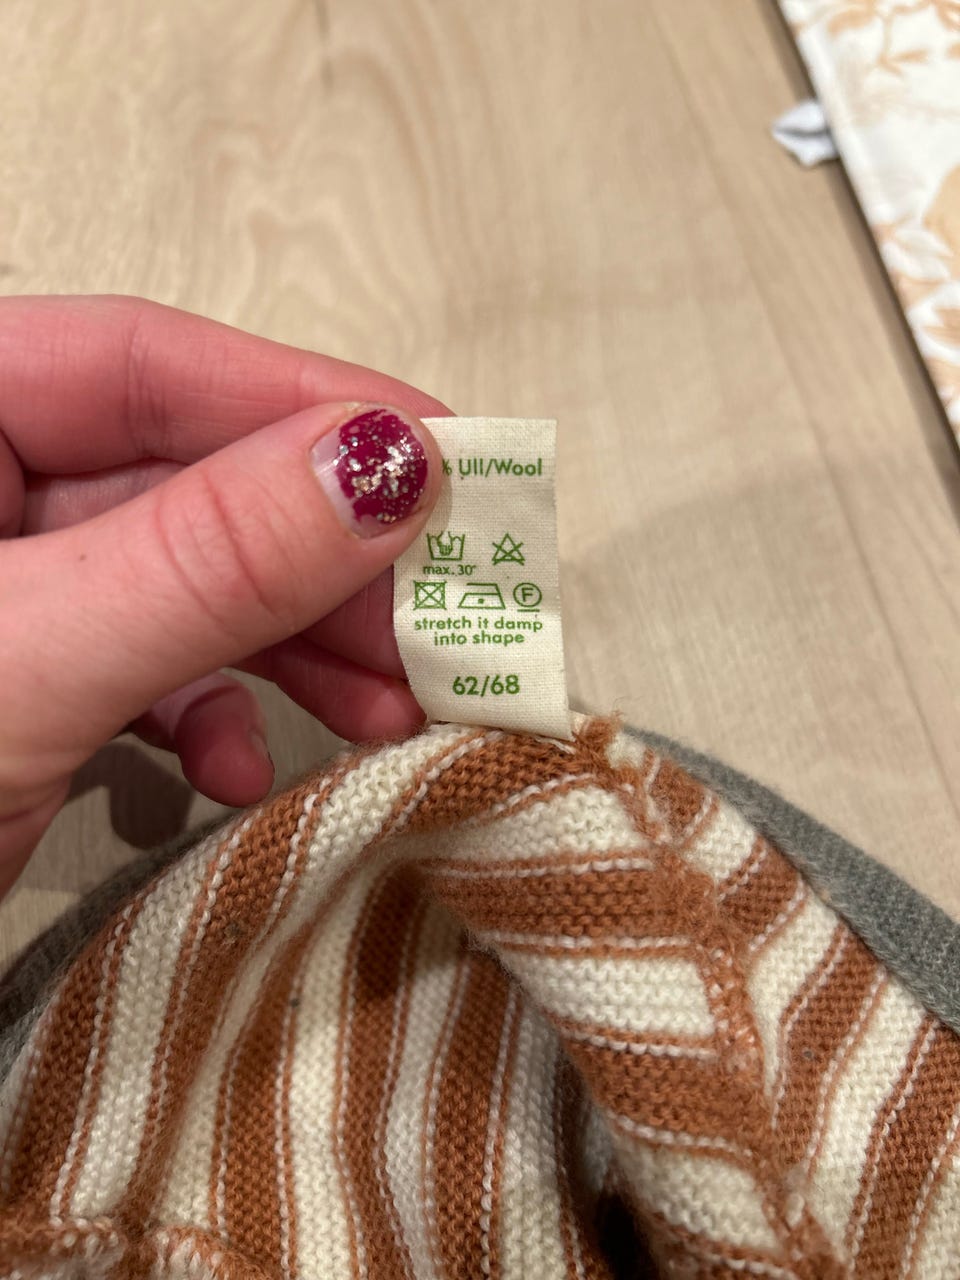 % Ull/Wool
max. 30°
F
stretch it damp
into shape
62/68